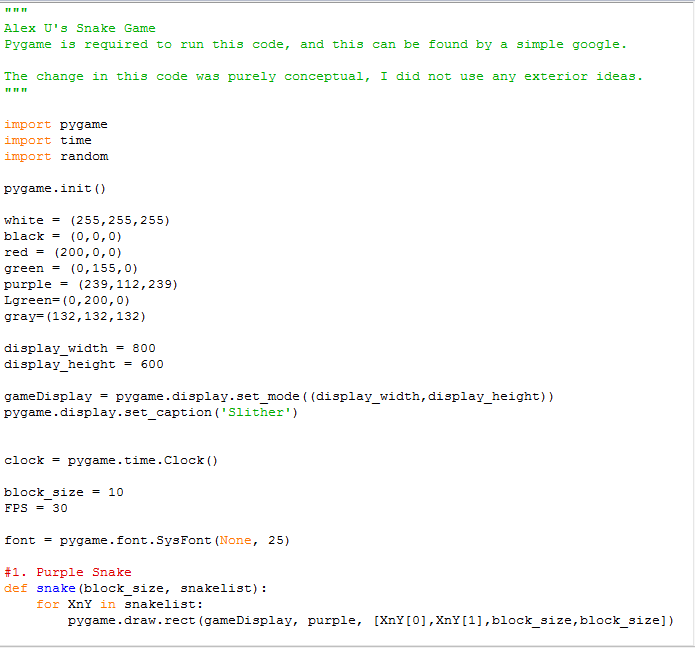 """
Alex U's Snake Game
Pygame is required to run this code, and this can be found by a simple google.
The change in this code was purely conceptual, I did not use any exterior ideas.
"""
import pygame
import time
import random
pygame.init()
white = (255,255,255)
black = (0,0,0)
red = (200,0,0)
green = (0,155,0)
purple = (239,112,239)
Lgreen=(0,200,0)
gray=(132,132,132)
display_width = 800
display_height = 600
gameDisplay = pygame.display.set_mode((display_width,display_height))
pygame.display.set_caption('Slither')
clock = pygame.time.Clock()
block_size = 10
FPS = 30
font = pygame.font.SysFont(None, 25)
#1. Purple Snake
def snake(block_size, snakelist):
    for XnY in snakelist:
        pygame.draw.rect(gameDisplay, purple, [XnY[0],XnY[1],block_size,block_size])